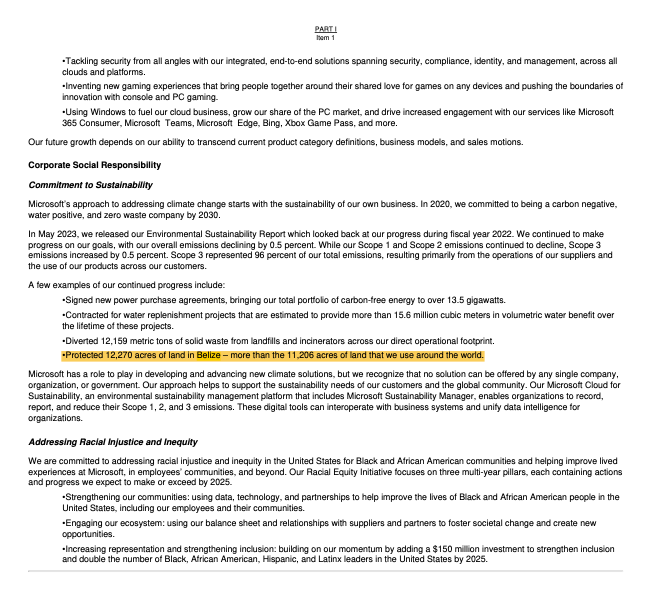 PART I
Item 1
•Tackling security from all angles with our integrated, end-to-end solutions spanning security, compliance, identity, and management, across all
clouds and platforms.
•Inventing new gaming experiences that bring people together around their shared love for games on any devices and pushing the boundaries of
innovation with console and PC gaming.
•Using Windows to fuel our cloud business, grow our share of the PC market, and drive increased engagement with our services like Microsoft
365 Consumer, Microsoft Teams, Microsoft Edge, Bing, Xbox Game Pass, and more.
Our future growth depends on our ability to transcend current product category definitions, business models, and sales motions.
Corporate Social Responsibility
Commitment to Sustainability
Microsoft's approach to addressing climate change starts with the sustainability of our own business. In 2020, we committed to being a carbon negative,
water positive, and zero waste company by 2030.
In May 2023, we released our Environmental Sustainability Report which looked back at our progress during fiscal year 2022. We continued to make
progress on our goals, with our overall emissions declining by 0.5 percent. While our Scope 1 and Scope 2 emissions continued to decline, Scope 3
emissions increased by 0.5 percent. Scope 3 represented 96 percent of our total emissions, resulting primarily from the operations of our suppliers and
the use of our products across our customers.
A few examples of our continued progress include:
•Signed new power purchase agreements, bringing our total portfolio of carbon-free energy to over 13.5 gigawatts.
•Contracted for water replenishment projects that are estimated to provide more than 15.6 million cubic meters in volumetric water benefit over
the lifetime of these projects.
•Diverted 12,159 metric tons of solid waste from landfills and incinerators across our direct operational footprint.
•Protected 12,270 acres of land in Belize – more than the 11,206 acres of land that we use around the world.
Microsoft has a role to play in developing and advancing new climate solutions, but we recognize that no solution can be offered by any single company,
organization, or government. Our approach helps to support the sustainability needs of our customers and the global community. Our Microsoft Cloud for
Sustainability, an environmental sustainability management platform that includes Microsoft Sustainability Manager, enables organizations to record,
report, and reduce their Scope 1, 2, and 3 emissions. These digital tools can interoperate with business systems and unify data intelligence for
organizations.
Addressing Racial Injustice and Inequity
We are committed to addressing racial injustice and inequity in the United States for Black and African American communities and helping improve lived
experiences at Microsoft, in employees' communities, and beyond. Our Racial Equity Initiative focuses on three multi-year pillars, each containing actions
and progress we expect to make or exceed by 2025.
•Strengthening our communities: using data, technology, and partnerships to help improve the lives of Black and African American people in the
United States, including our employees and their communities.
•Engaging our ecosystem: using our balance sheet and relationships with suppliers and partners to foster societal change and create new
opportunities.
•Increasing representation and strengthening inclusion: building on our momentum by adding a $150 million investment to strengthen inclusion
and double the number of Black, African American, Hispanic, and Latinx leaders in the United States by 2025.